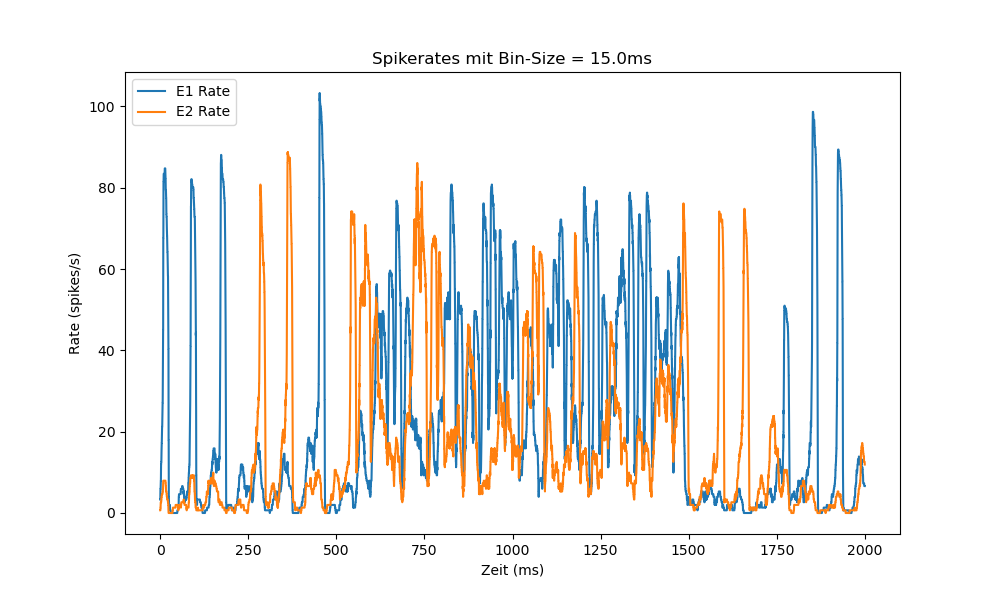 Spikerates mit Bin-Size = 15.0ms
E1 Rate
E2 Rate
Rate (spikes/s)
100
80
60
40
20
0
0 250 500 750 1000 1250 1500 1750 2000
Zeit (ms)